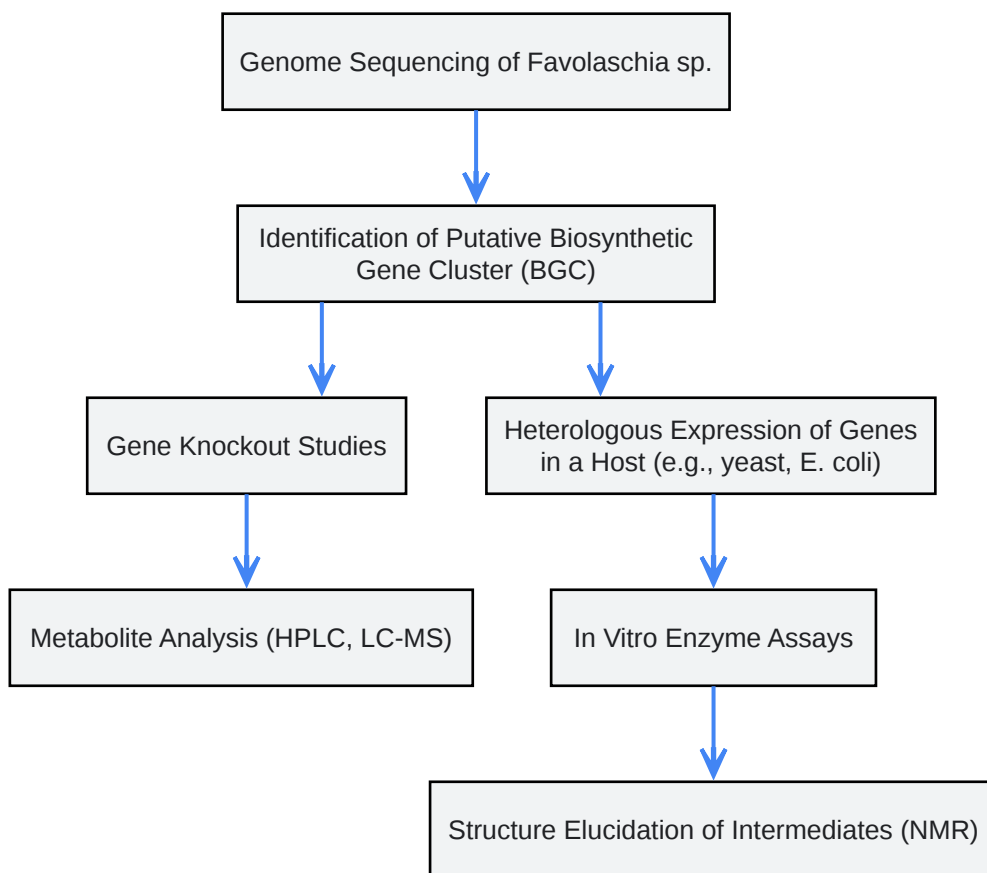 Genome Sequencing of Favolaschia sp.
Identification of Putative Biosynthetic
Gene Cluster (BGC)
Gene Knockout Studies
Heterologous Expression of Genes
in a Host (e.g., yeast, E. coli)
Metabolite Analysis (HPLC, LC-MS)
In Vitro Enzyme Assays
Structure Elucidation of Intermediates (NMR)